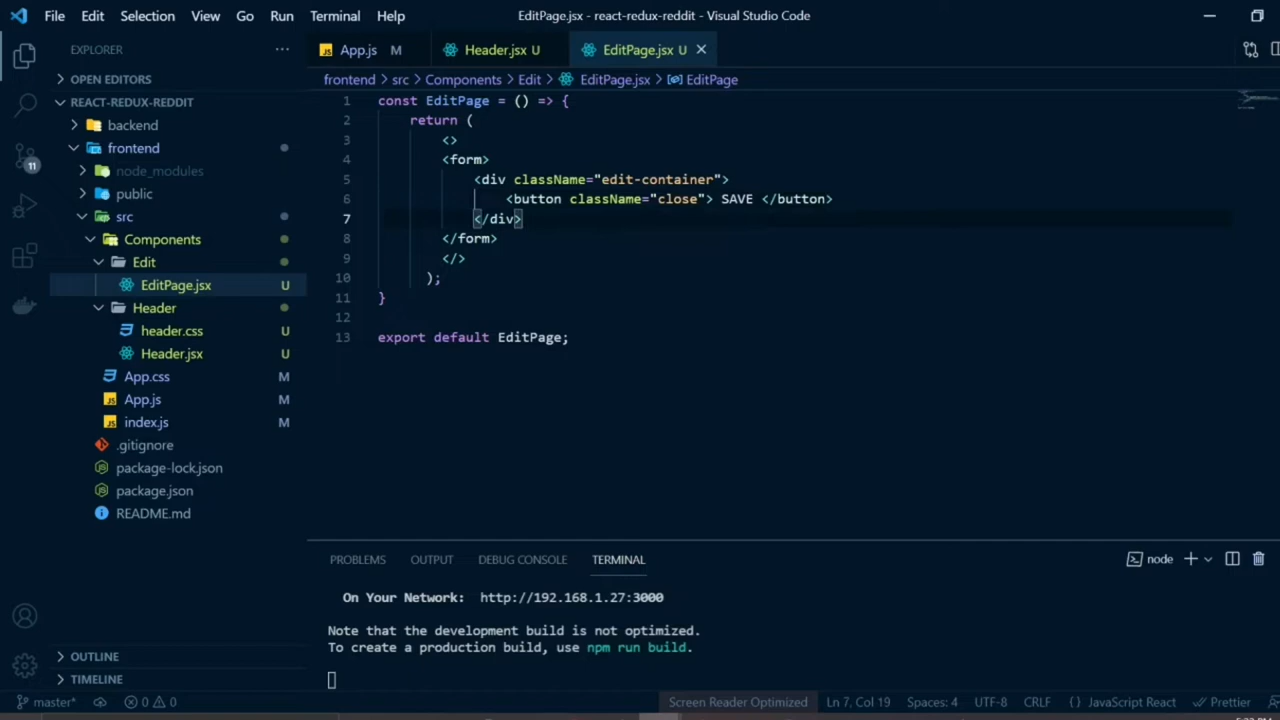 File Edit Selection View Go Run Terminal Help
EditPage.jsx - react-redux-reddit - Visual Studio Code
EXPLORER
OPEN EDITORS
REACT-REDUX-REDDIT
backend
frontend
node_modules
public
src
Components
Edit
EditPage.jsx U
Header
header.css U
Header.jsx U
App.css M
App.js M
index.js M
.gitignore
package-lock.json
package.json
README.md
OUTLINE
TIMELINE
11
App.js M
Header.jsx U
EditPage.jsx U
frontend > src > Components > Edit > EditPage.jsx > EditPage
1 const EditPage = () => {
2 return (
3 <>
4 <form>
5 <div className="edit-container">
6 <button className="close"> SAVE </button>
7 </div>
8 </form>
9 </>
10 );
11 }
12
13 export default EditPage;
PROBLEMS OUTPUT DEBUG CONSOLE TERMINAL
node
On Your Network: http://192.168.1.27:3000
Note that the development build is not optimized.
To create a production build, use npm run build.
master* 0 0 Screen Reader Optimized Ln 7, Col 19 Spaces: 4 UTF-8 CRLF {} JavaScript React Prettier